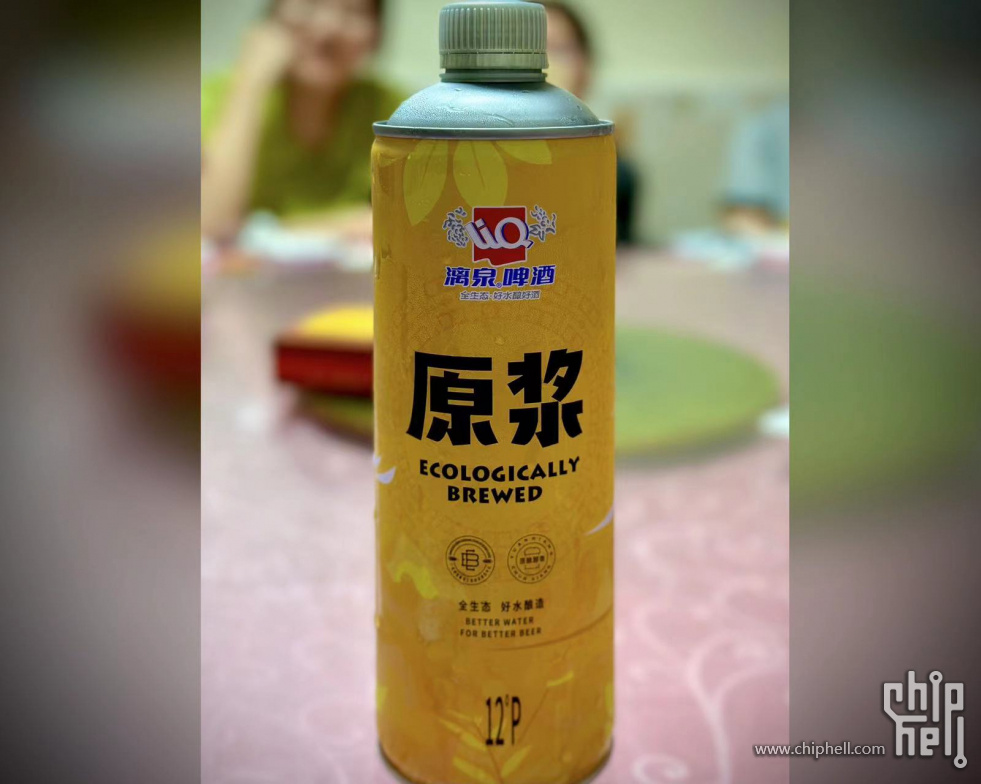 LiQ
漓泉啤酒
全生态 好水酿好酒
原浆
ECOLOGICALLY
BREWED
全生态 好水酿造
BETTER WATER
FOR BETTER BEER
12°P
chip
hell
www.chiphell.com